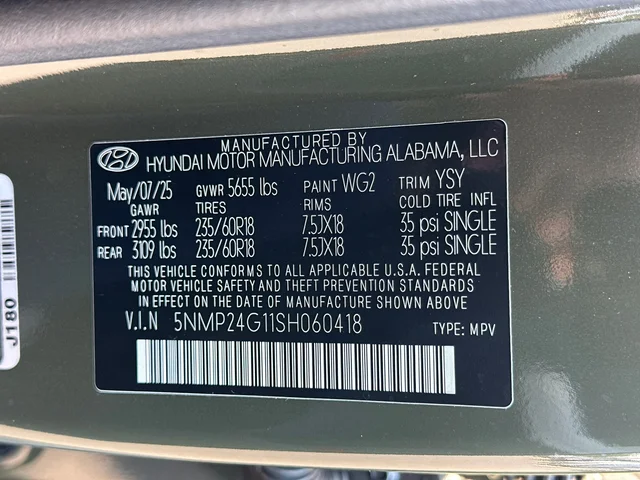 MANUFACTURED BY
HYUNDAI MOTOR MANUFACTURING ALABAMA, LLC
May/07/25 GVWR 5655 lbs PAINT WG2 TRIM YSY
GAWR TIRES RIMS COLD TIRE INFL
FRONT 2955 lbs 235/60R18 7.5JX18 35 psi SINGLE
REAR 3109 lbs 235/60R18 7.5JX18 35 psi SINGLE
THIS VEHICLE CONFORMS TO ALL APPLICABLE U.S.A. FEDERAL
MOTOR VEHICLE SAFETY AND THEFT PREVENTION STANDARDS
IN EFFECT ON THE DATE OF MANUFACTURE SHOWN ABOVE.
V.I.N 5NMP24G11SH060418 TYPE: MPV
J180